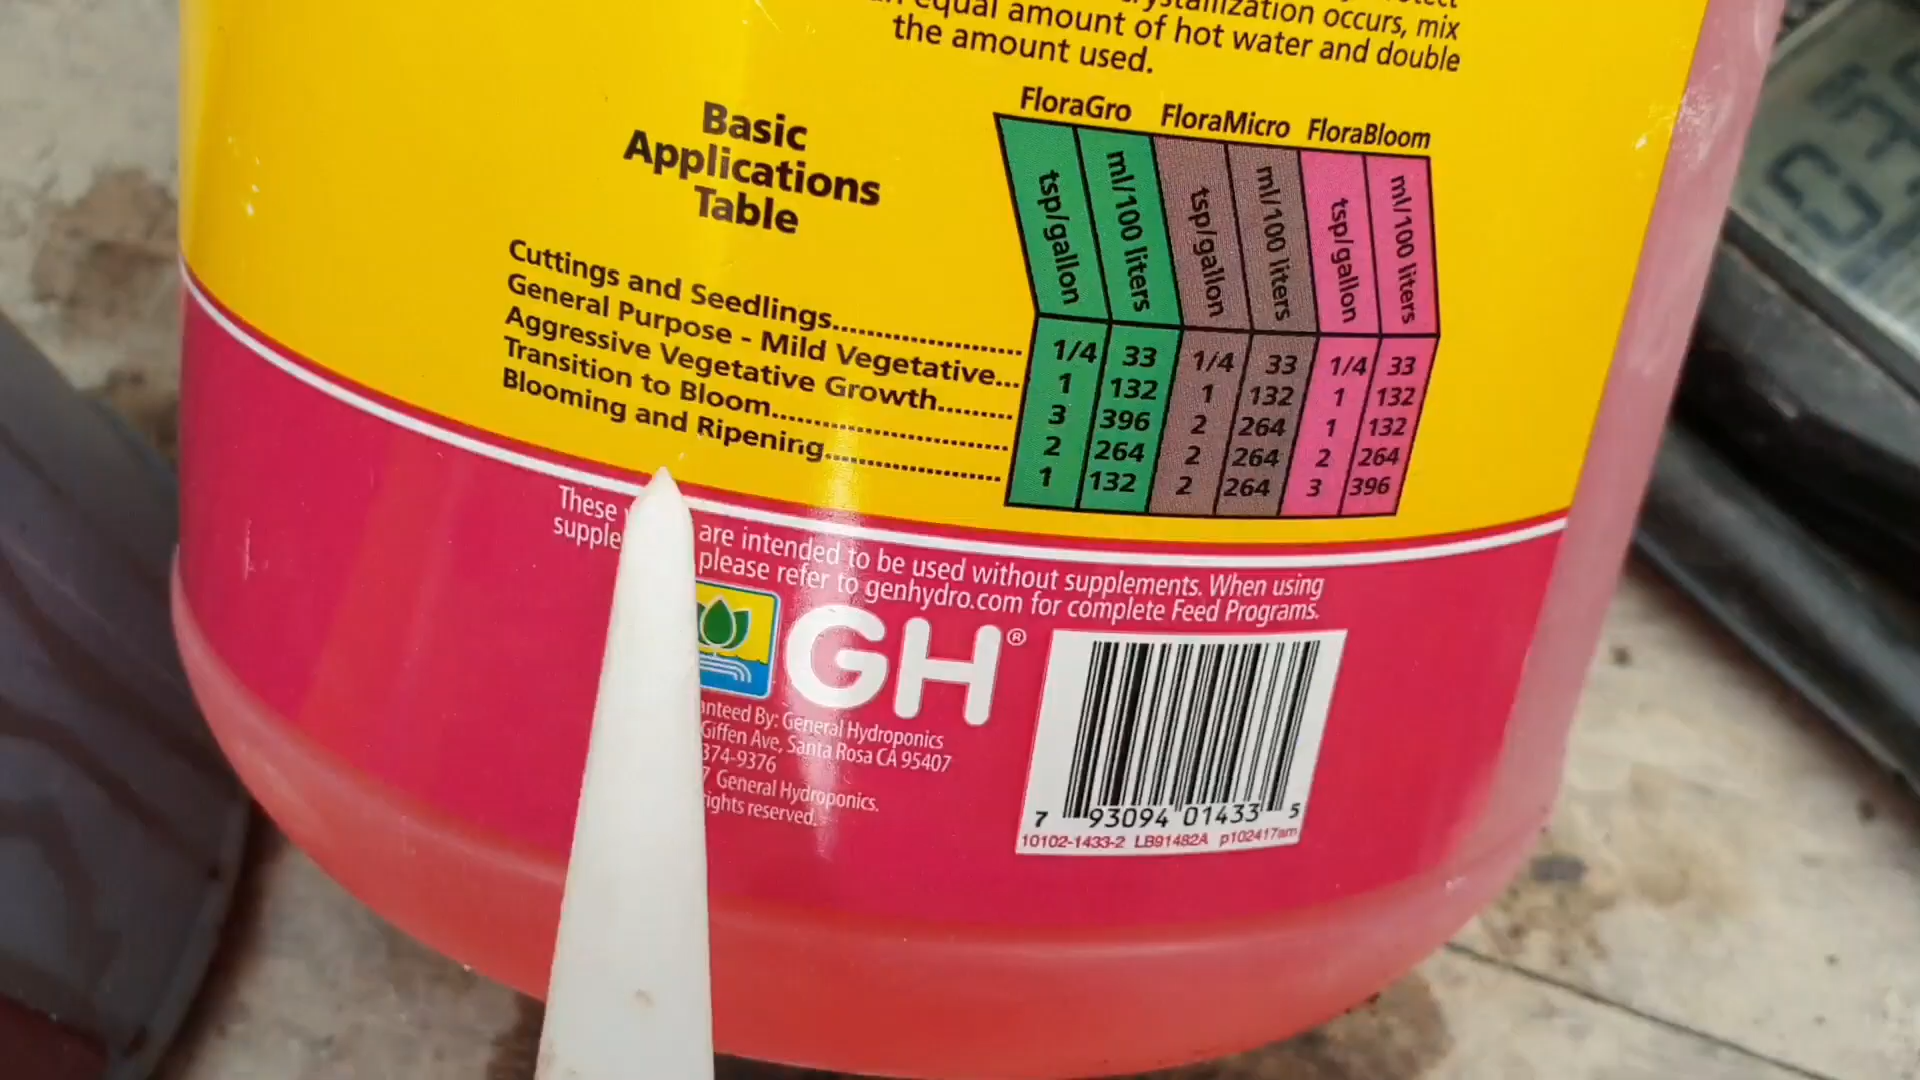 crystallization occurs, mix
equal amount of hot water and double
the amount used.
Basic
Applications
Table
FloraGro FloraMicro FloraBloom
tsp/gallon ml/100 liters tsp/gallon ml/100 liters tsp/gallon ml/100 liters
Cuttings and Seedlings.......................... 1/4 33 1/4 33 1/4 33
General Purpose - Mild Vegetative... 1 132 1 132 1 132
Aggressive Vegetative Growth......... 3 396 2 264 1 132
Transition to Bloom............................. 2 264 2 264 2 264
Blooming and Ripening..................... 1 132 2 264 3 396
These are intended to be used without supplements. When using
please refer to genhydro.com for complete Feed Programs.
GH®
By: General Hydroponics
Giffen Ave, Santa Rosa CA 95407
374-9376
General Hydroponics.
reserved.
7 93094 01433 5
10102-1433-2 LB91482A p102417am